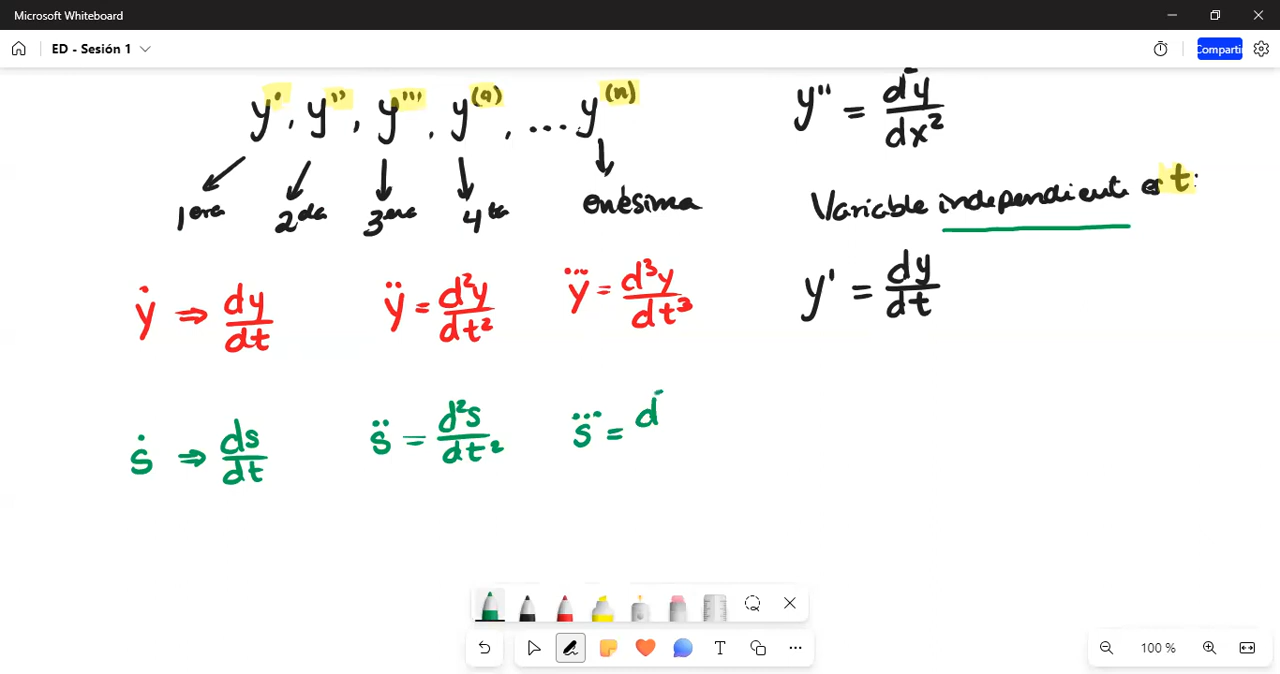 Microsoft Whiteboard
ED - Sesión 1
Comparti
y', y'', y''', y⁽⁴⁾, ... y⁽ⁿ⁾
1era 2da 3era 4ta enésima
y'' = d²y/dx²
Variable independiente es t:
y' = dy/dt
ẏ ⇒ dy/dt ÿ = d²y/dt² y⃛ = d³y/dt³
ṡ ⇒ ds/dt s̈ = d²s/dt² s⃛ = d
100 %